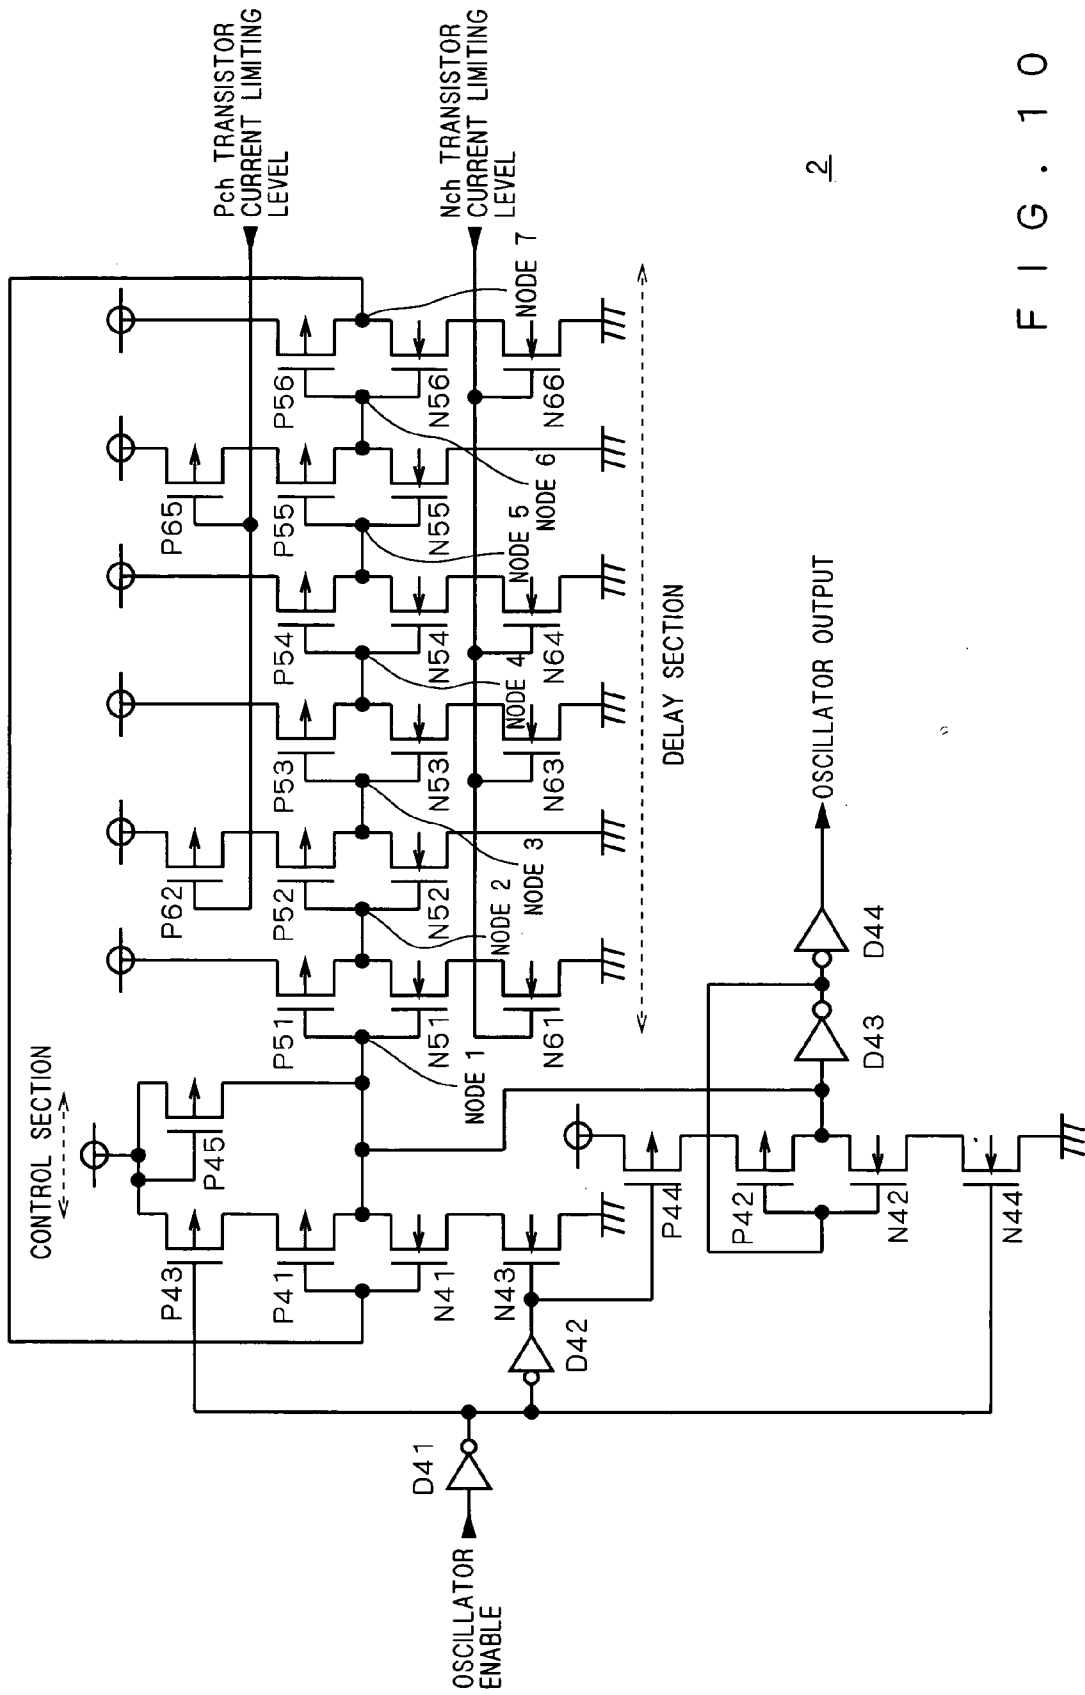 Pch TRANSISTOR
CURRENT LIMITING
LEVEL
Nch TRANSISTOR
CURRENT LIMITING
LEVEL
CONTROL SECTION
P43
P41
N41
N43
P45
P51
N51
N61
P62
P52
N52
P53
N53
N63
P54
N54
N64
P65
P55
N55
P56
N56
N66
NODE 1
NODE 2
NODE 3
NODE 4
NODE 5
NODE 6
NODE 7
DELAY SECTION
OSCILLATOR
ENABLE
D41
D42
P44
P42
N42
N44
D43
D44
OSCILLATOR OUTPUT
2
FIG. 10